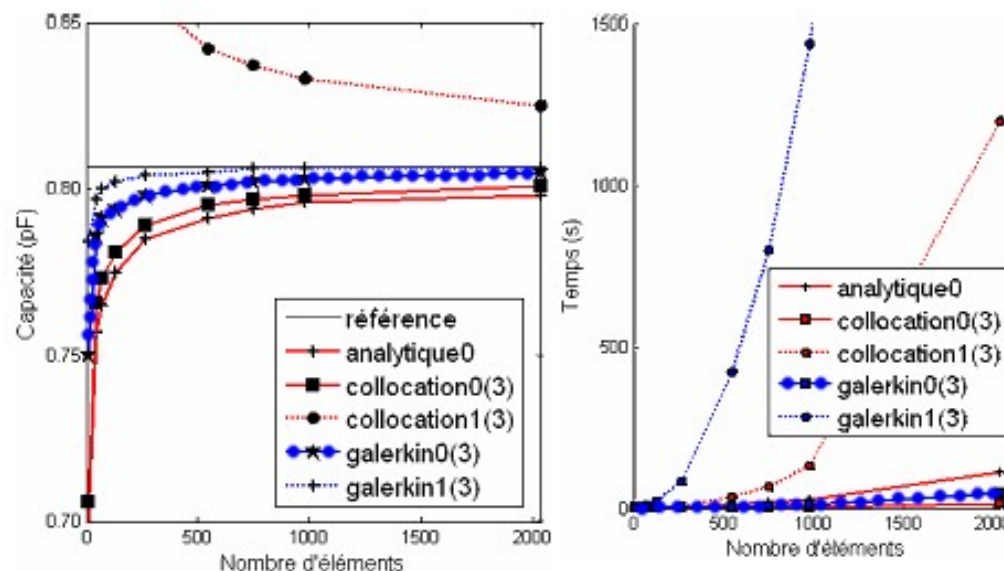 0.85
0.80
0.75
0.70
Capacité (pF)
0
500
1000
1500
2000
Nombre d'éléments
référence
analytique0
collocation0(3)
collocation1(3)
galerkin0(3)
galerkin1(3)
1500
1000
500
0
Temps (s)
0
500
1000
1500
2000
Nombre d'éléments
analytique0
collocation0(3)
collocation1(3)
galerkin0(3)
galerkin1(3)